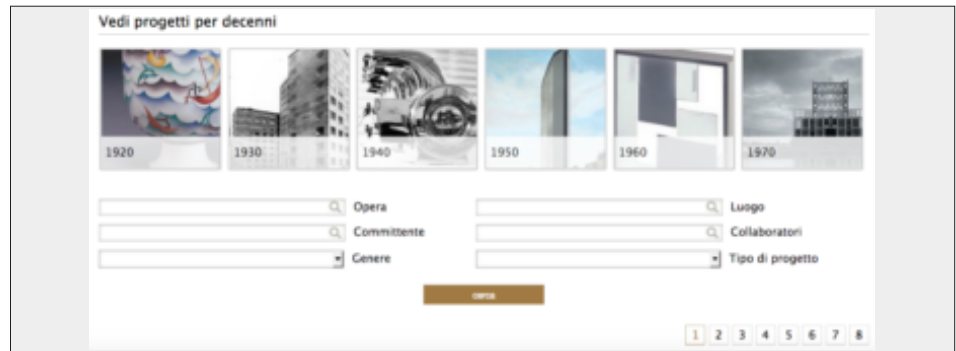 Vedi progetti per decenni
1920 1930 1940 1950 1960 1970
Opera Luogo
Committente Collaboratori
Genere Tipo di progetto
cerca
1 2 3 4 5 6 7 8